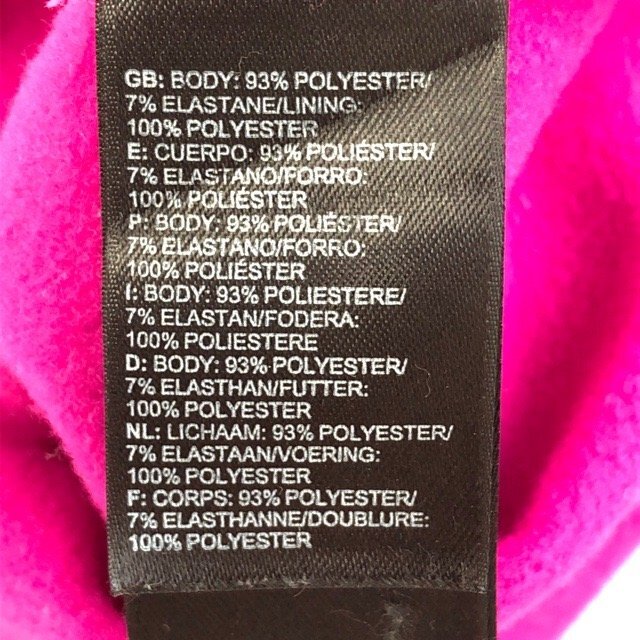 GB: BODY: 93% POLYESTER/
7% ELASTANE/LINING:
100% POLYESTER
E: CUERPO: 93% POLIÉSTER/
7% ELASTANO/FORRO:
100% POLIÉSTER
P: BODY: 93% POLIÉSTER/
7% ELASTANO/FORRO:
100% POLIÉSTER
I: BODY: 93% POLIESTERE/
7% ELASTAN/FODERA:
100% POLIESTERE
D: BODY: 93% POLYESTER/
7% ELASTHAN/FUTTER:
100% POLYESTER
NL: LICHAAM: 93% POLYESTER/
7% ELASTAAN/VOERING:
100% POLYESTER
F: CORPS: 93% POLYESTER/
7% ELASTHANNE/DOUBLURE:
100% POLYESTER